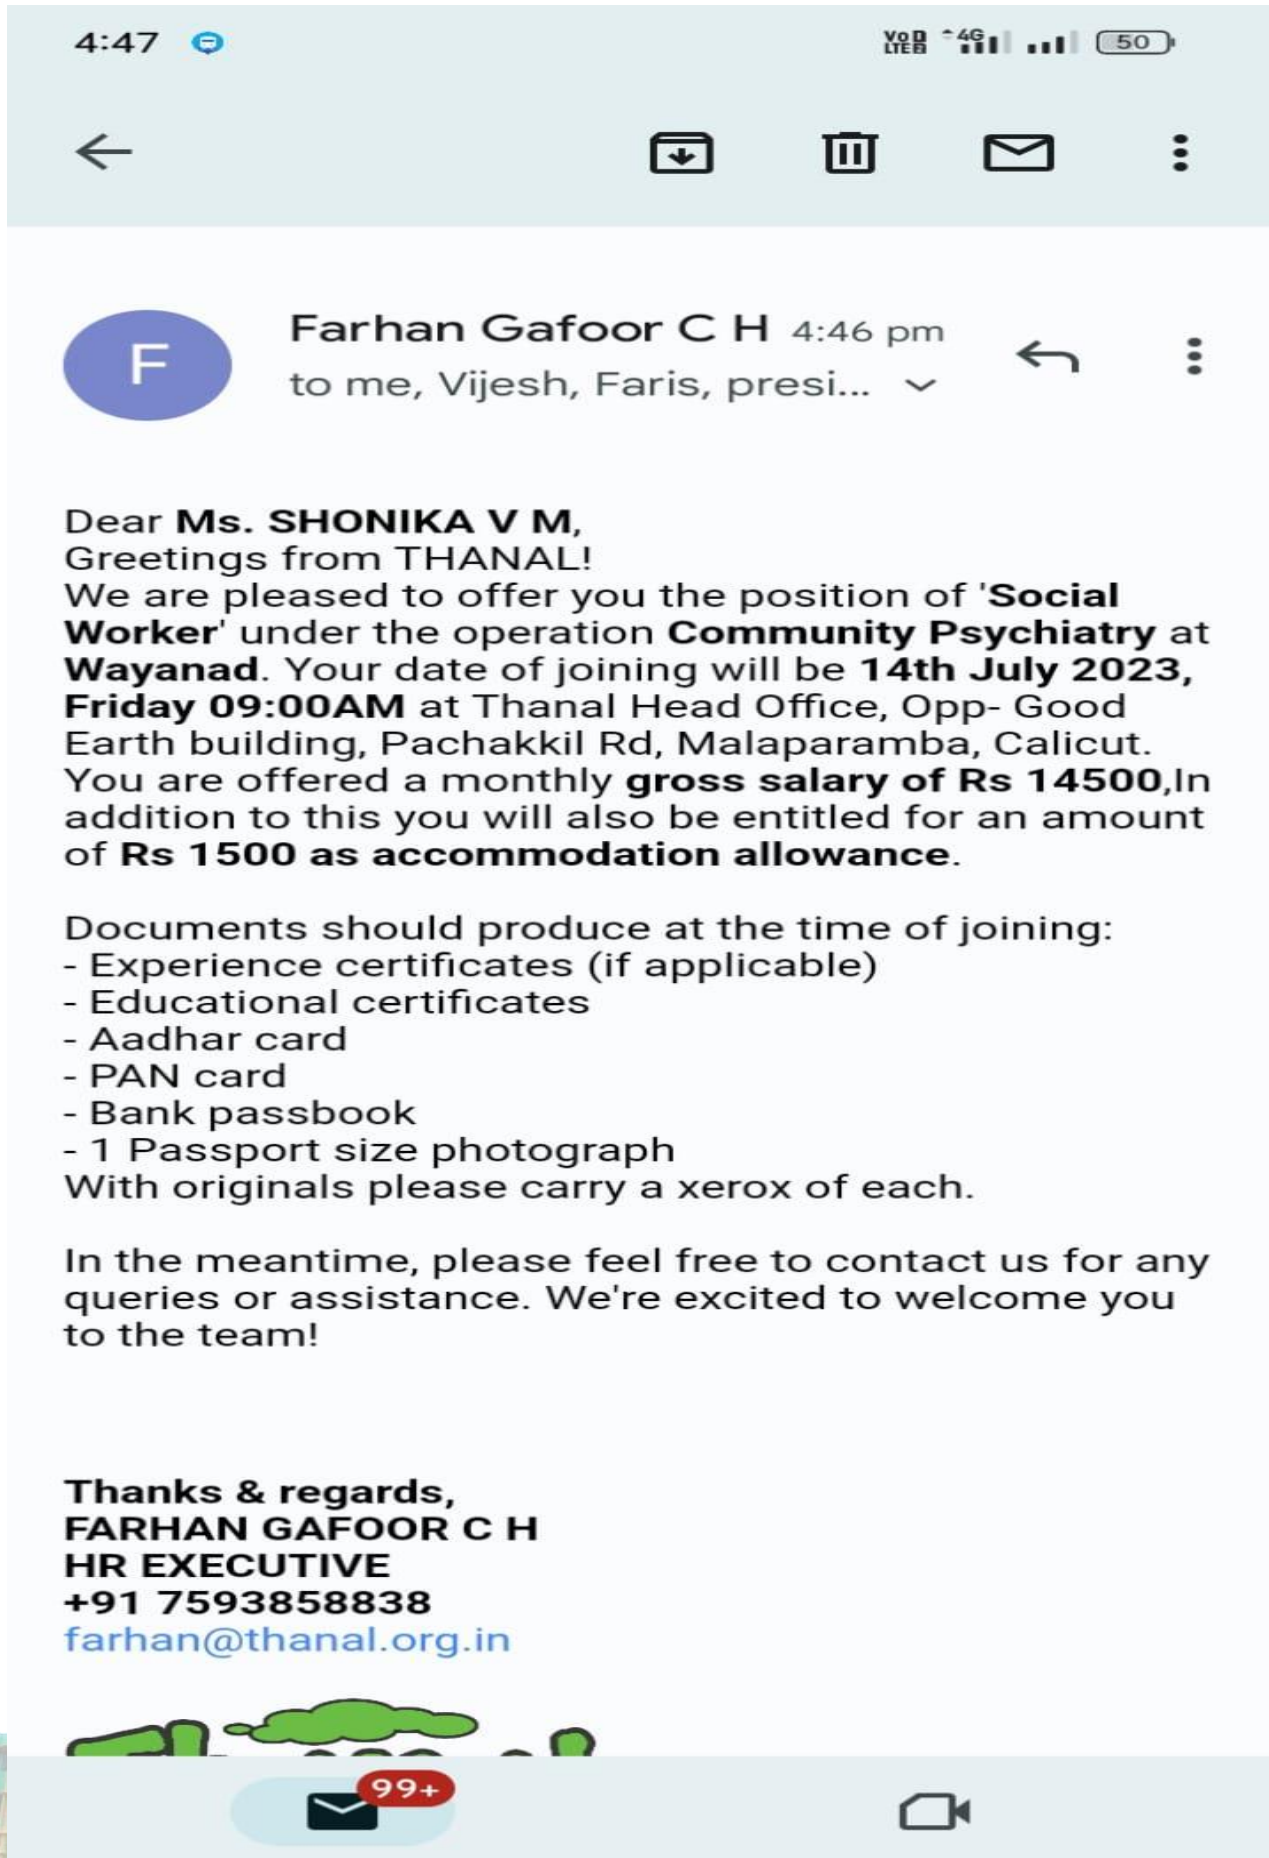 4:47
VoLTE 4G 50
Farhan Gafoor C H 4:46 pm
F
to me, Vijesh, Faris, presi...
Dear Ms. SHONIKA V M,
Greetings from THANAL!
We are pleased to offer you the position of 'Social
Worker' under the operation Community Psychiatry at
Wayanad. Your date of joining will be 14th July 2023,
Friday 09:00AM at Thanal Head Office, Opp- Good
Earth building, Pachakkil Rd, Malaparamba, Calicut.
You are offered a monthly gross salary of Rs 14500,In
addition to this you will also be entitled for an amount
of Rs 1500 as accommodation allowance.
Documents should produce at the time of joining:
- Experience certificates (if applicable)
- Educational certificates
- Aadhar card
- PAN card
- Bank passbook
- 1 Passport size photograph
With originals please carry a xerox of each.
In the meantime, please feel free to contact us for any
queries or assistance. We're excited to welcome you
to the team!
Thanks & regards,
FARHAN GAFOOR C H
HR EXECUTIVE
+91 7593858838
farhan@thanal.org.in
99+